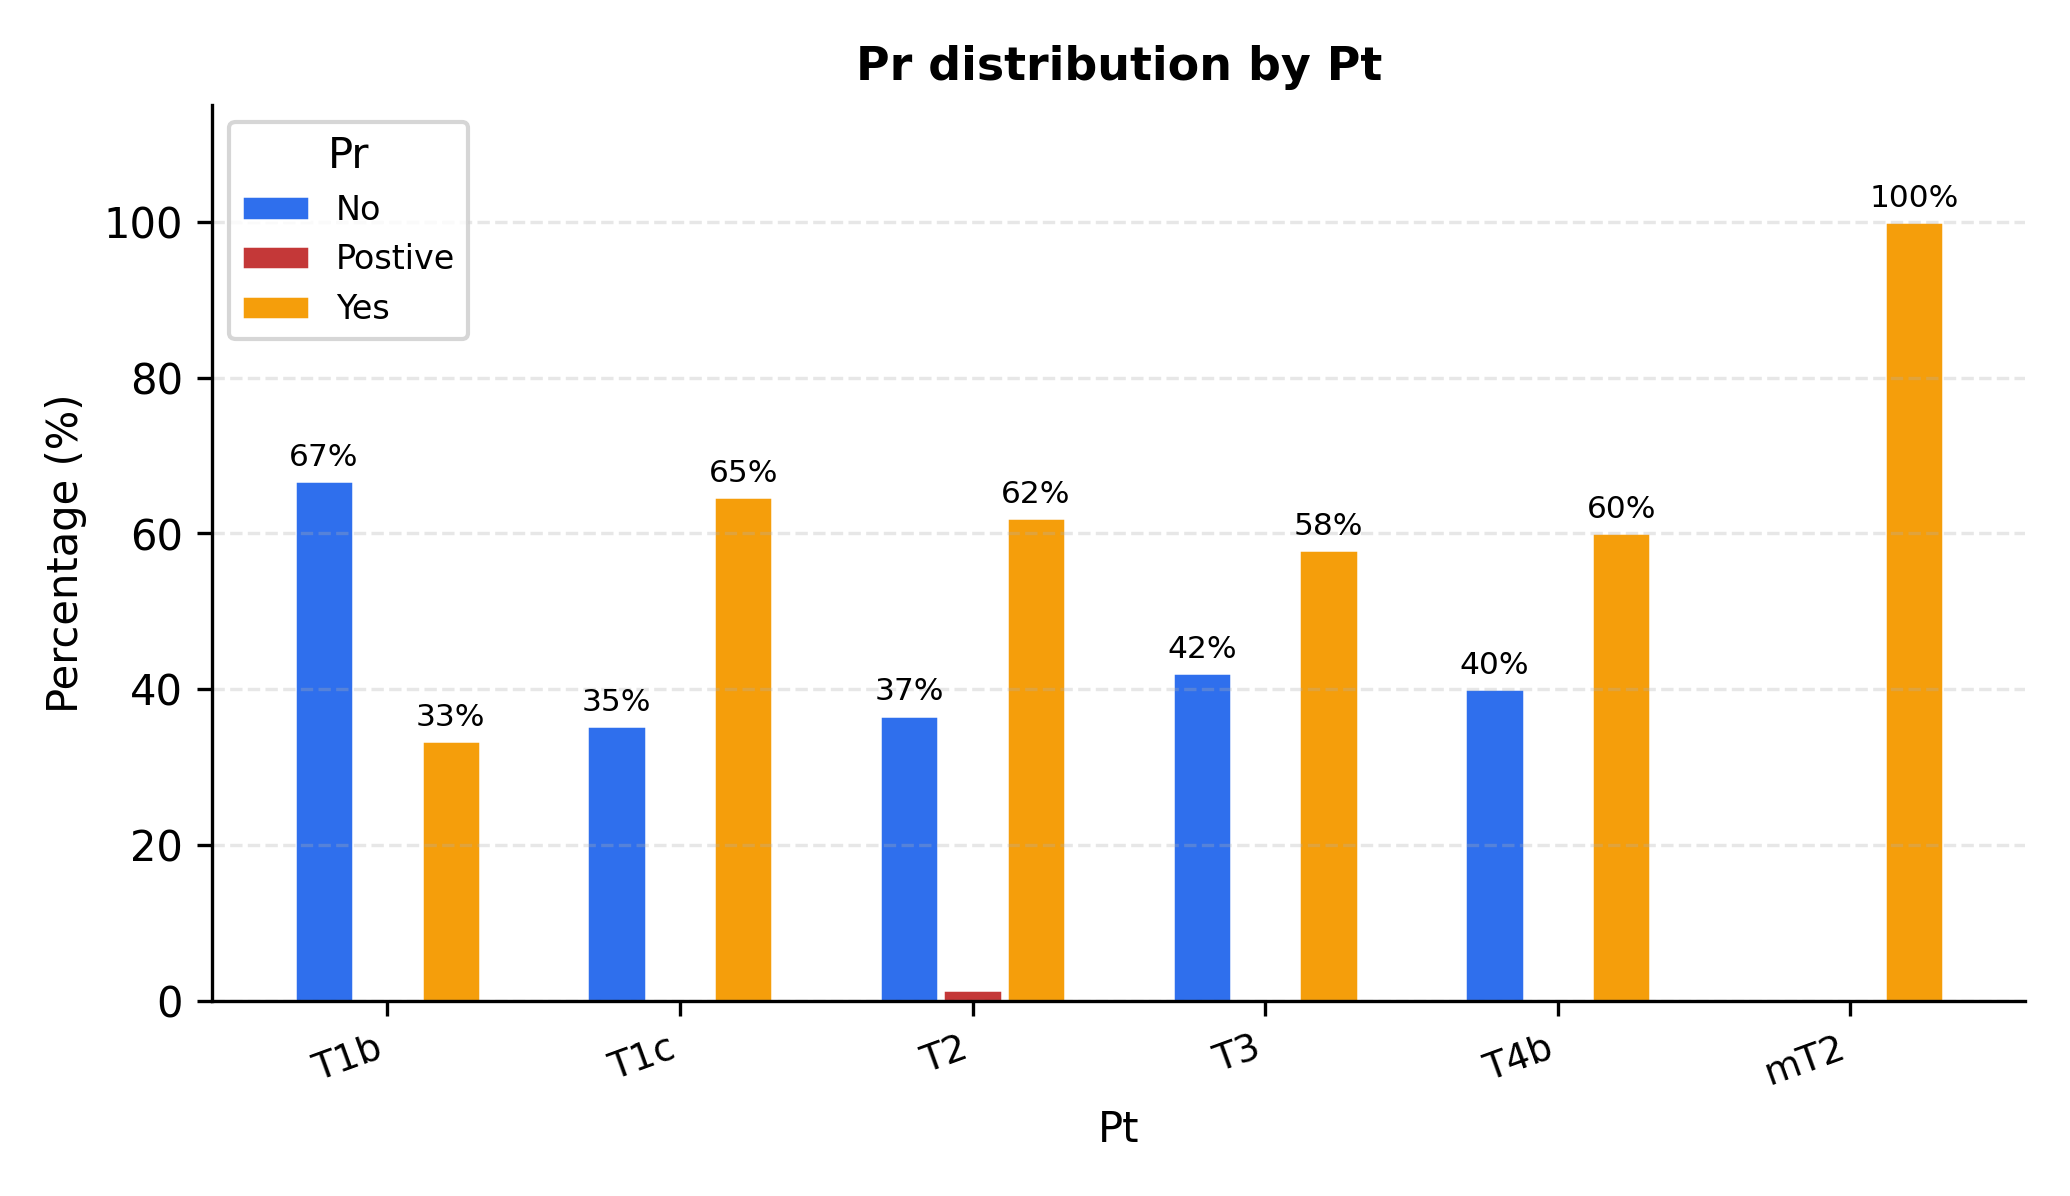 Pr distribution by Pt
Pr
No
Postive
Yes
Percentage (%)
100
80
60
40
20
0
67%
33%
35%
65%
37%
62%
42%
58%
40%
60%
100%
T1b
T1c
T2
T3
T4b
mT2
Pt